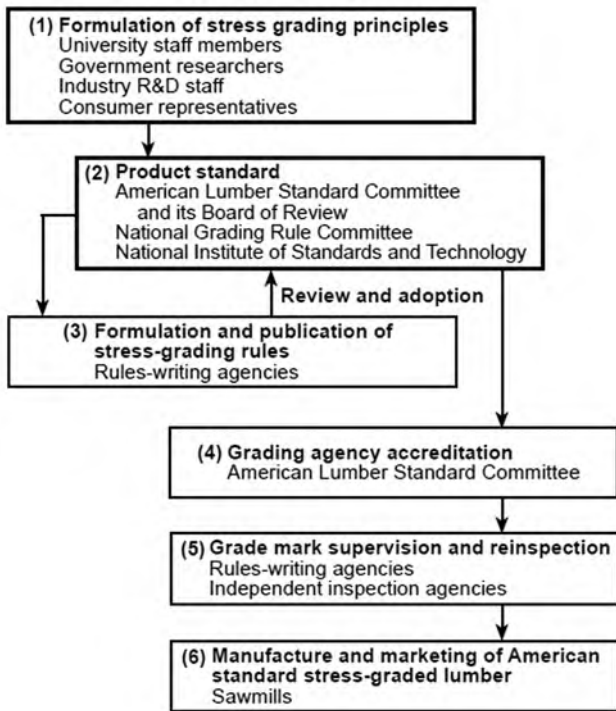 (1) Formulation of stress grading principles
University staff members
Government researchers
Industry R&D staff
Consumer representatives
(2) Product standard
American Lumber Standard Committee
and its Board of Review
National Grading Rule Committee
National Institute of Standards and Technology
Review and adoption
(3) Formulation and publication of
stress-grading rules
Rules-writing agencies
(4) Grading agency accreditation
American Lumber Standard Committee
(5) Grade mark supervision and reinspection
Rules-writing agencies
Independent inspection agencies
(6) Manufacture and marketing of American
standard stress-graded lumber
Sawmills